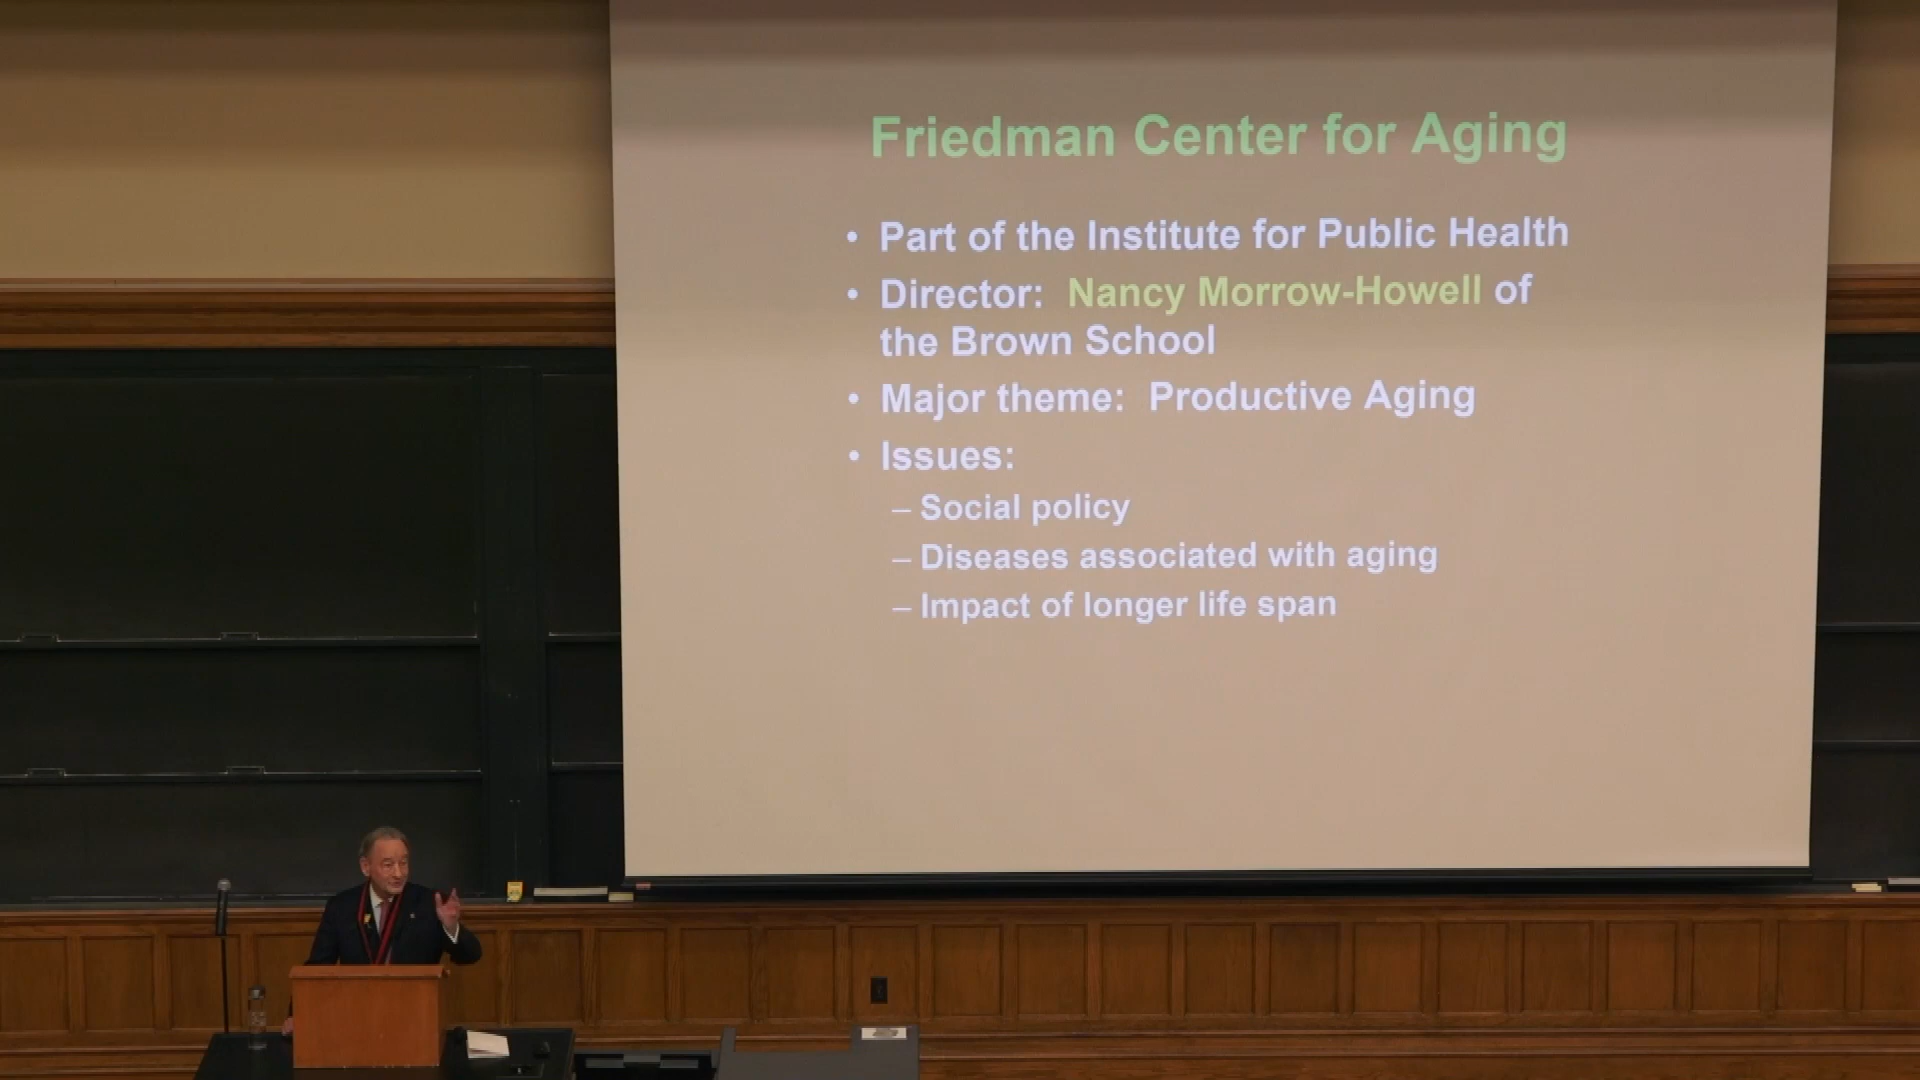 Friedman Center for Aging
• Part of the Institute for Public Health
• Director: Nancy Morrow-Howell of
the Brown School
• Major theme: Productive Aging
• Issues:
– Social policy
– Diseases associated with aging
– Impact of longer life span